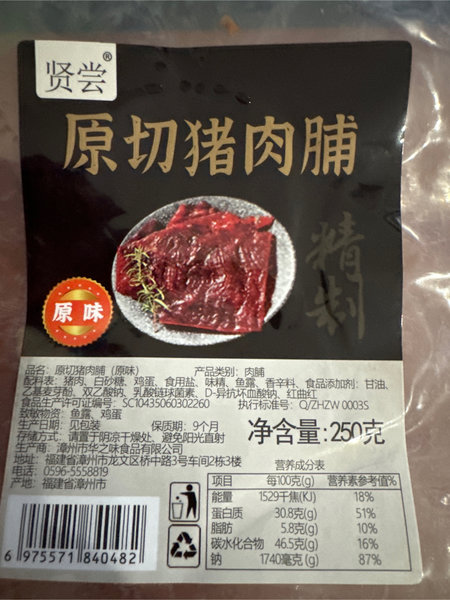 贤尝®
原切猪肉脯
精制
原味
品名：原切猪肉脯（原味） 产品类别：肉脯
配料表：猪肉、白砂糖、鸡蛋、食用盐、味精、鱼露、香辛料、食品添加剂：甘油、
乙基麦芽酚、双乙酸钠、乳酸链球菌素、D-异抗坏血酸钠、红曲红
食品生产许可证编号：SC10435060302260 执行标准号：Q/ZHZW 0003S
致敏物资：鱼露、鸡蛋
生产日期：见包装 保质期：9个月
存储方式：请置于阴凉干燥处、避免阳光直射
净含量:250克
生产商：漳州市华之味食品有限公司
地址：福建省漳州市龙文区桥中路3号车间2栋3楼
电话：0596-5558819
产地：福建省漳州市
营养成分表
项目 每100克(g) 营养素参考值%
能量 1529千焦(KJ) 18%
蛋白质 30.8克(g) 51%
脂肪 5.8克(g) 10%
碳水化合物 46.5克(g) 16%
钠 1740毫克(g) 87%
6 975571 840482